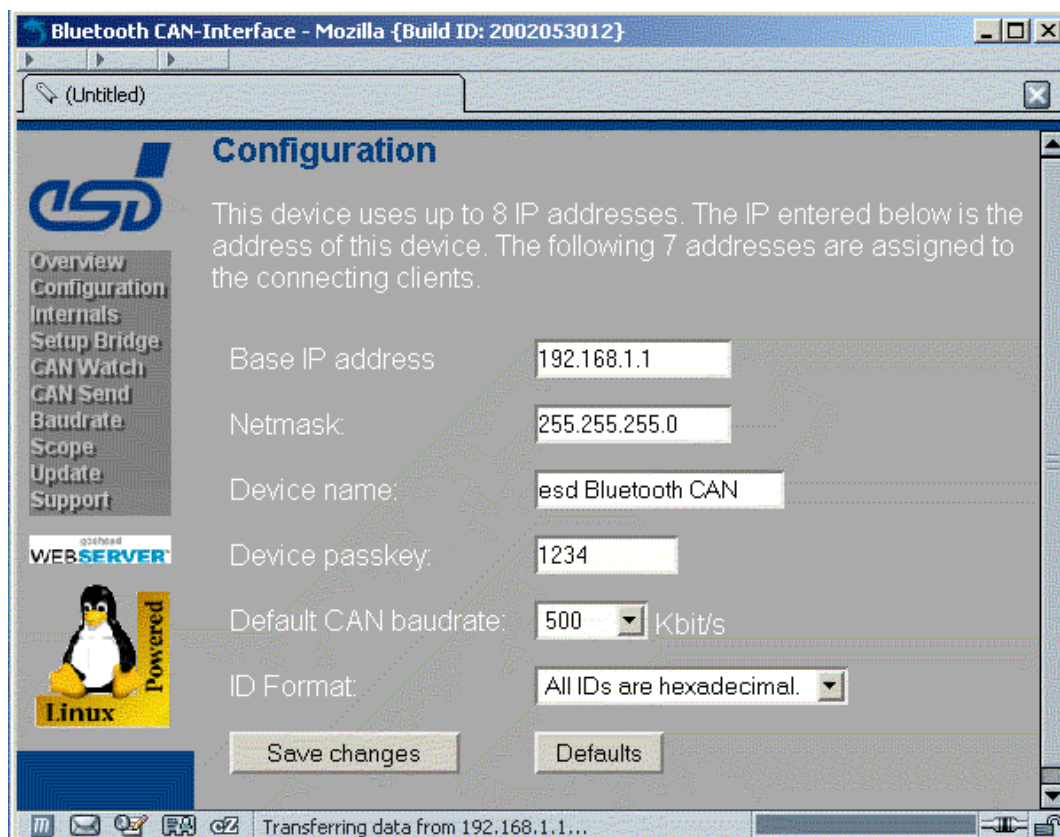 Bluetooth CAN-Interface - Mozilla {Build ID: 2002053012}
(Untitled)
esd
Configuration
This device uses up to 8 IP addresses. The IP entered below is the
address of this device. The following 7 addresses are assigned to
the connecting clients.
Overview
Configuration
Internals
Setup Bridge
CAN Watch
CAN Send
Baudrate
Scope
Update
Support
goahead
WEBSERVER
Linux
Powered
Base IP address
192.168.1.1
Netmask:
255.255.255.0
Device name:
esd Bluetooth CAN
Device passkey:
1234
Default CAN baudrate:
500
Kbit/s
ID Format:
All IDs are hexadecimal.
Save changes
Defaults
Transferring data from 192.168.1.1...